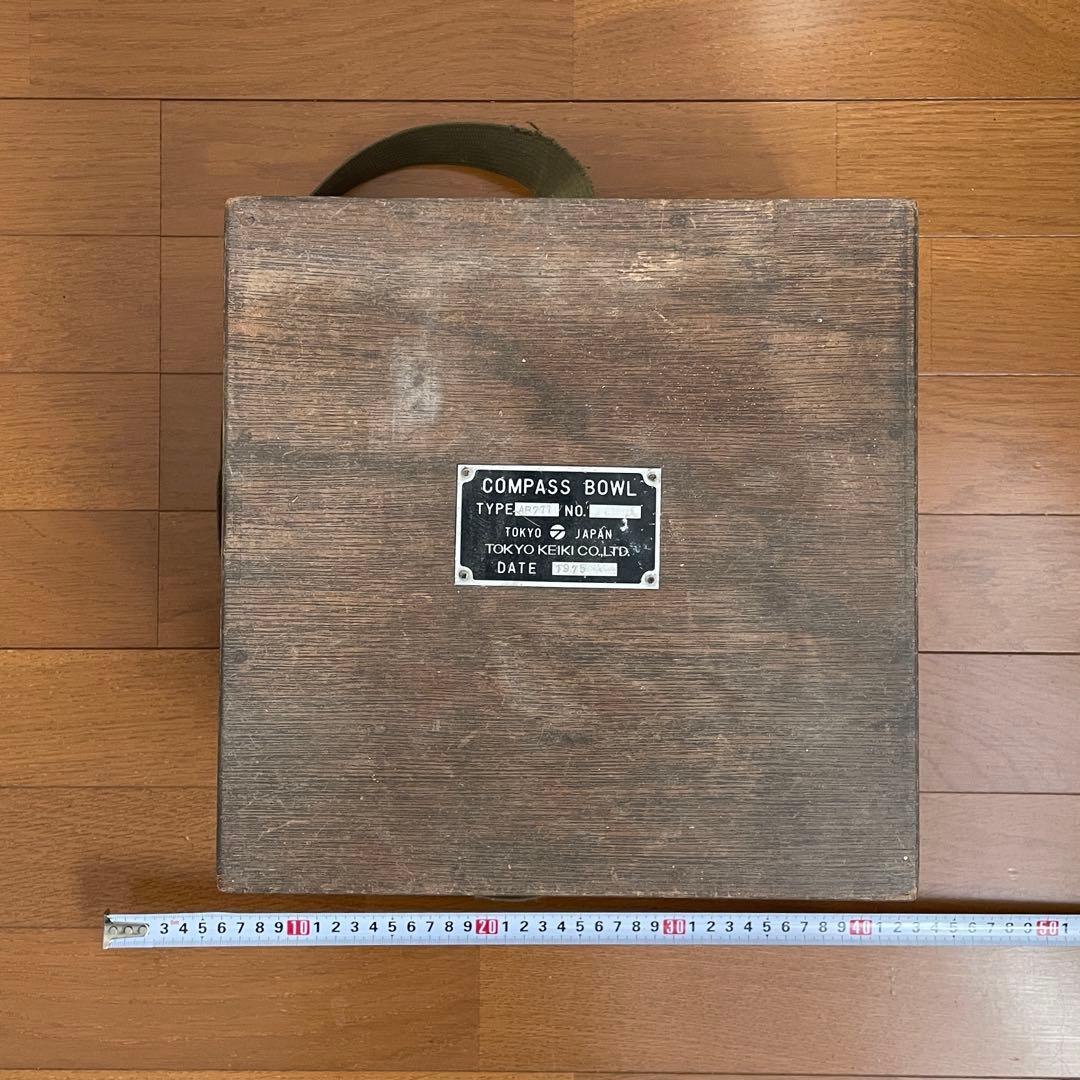 COMPASS BOWL
TYPE AR711 NO.
TOKYO JAPAN
TOKYO KEIKI CO.,LTD.
DATE 1975
3 4 5 6 7 8 9 10 1 2 3 4 5 6 7 8 9 20 1 2 3 4 5 6 7 8 9 30 1 2 3 4 5 6 7 8 9 40 1 2 3 4 5 6 7 8 9 50 1